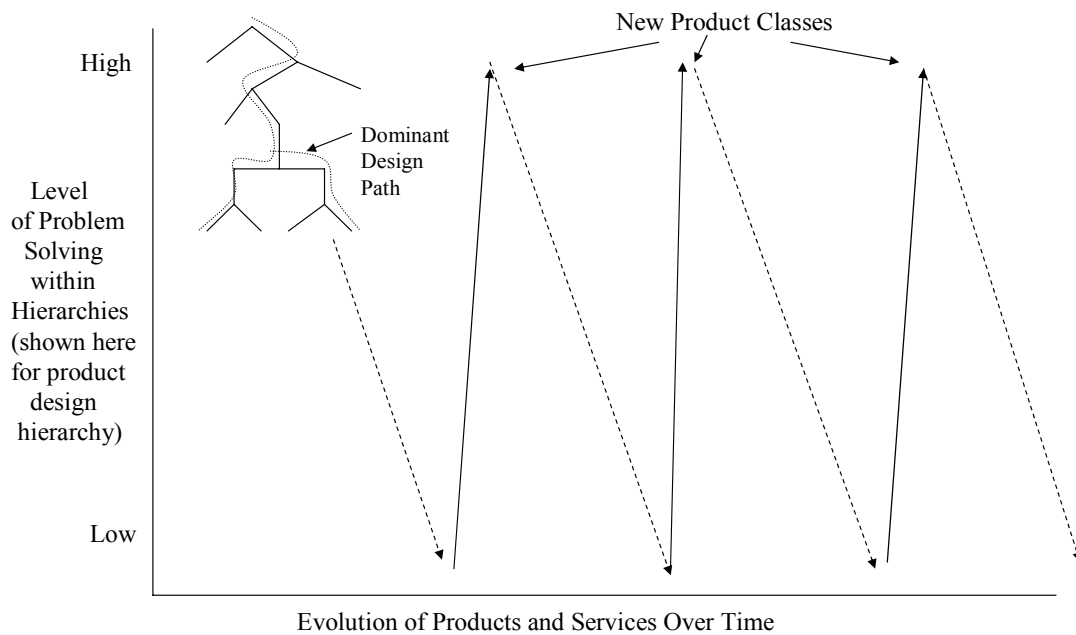 New Product Classes
High
Dominant
Design
Path
Level
of Problem
Solving
within
Hierarchies
(shown here
for product
design
hierarchy)
Low
Evolution of Products and Services Over Time